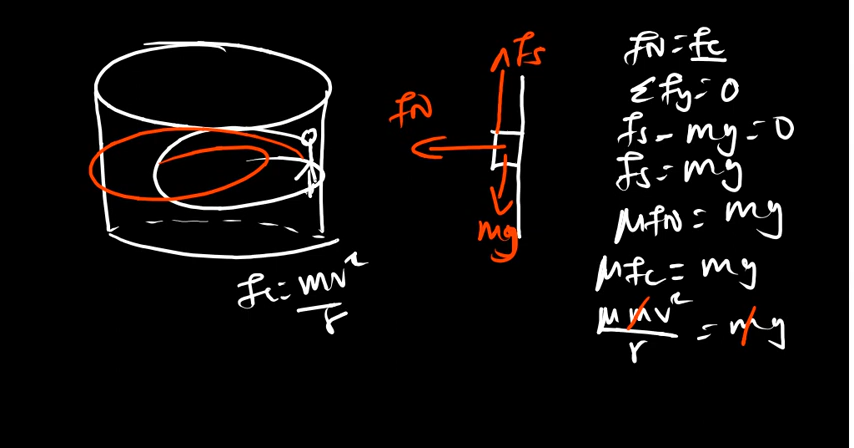 fs
fN
mg
fc = mv²/r
fN = fc
Σfy = 0
fs - mg = 0
fs = mg
μfN = mg
μfc = mg
μmv²/r = mg